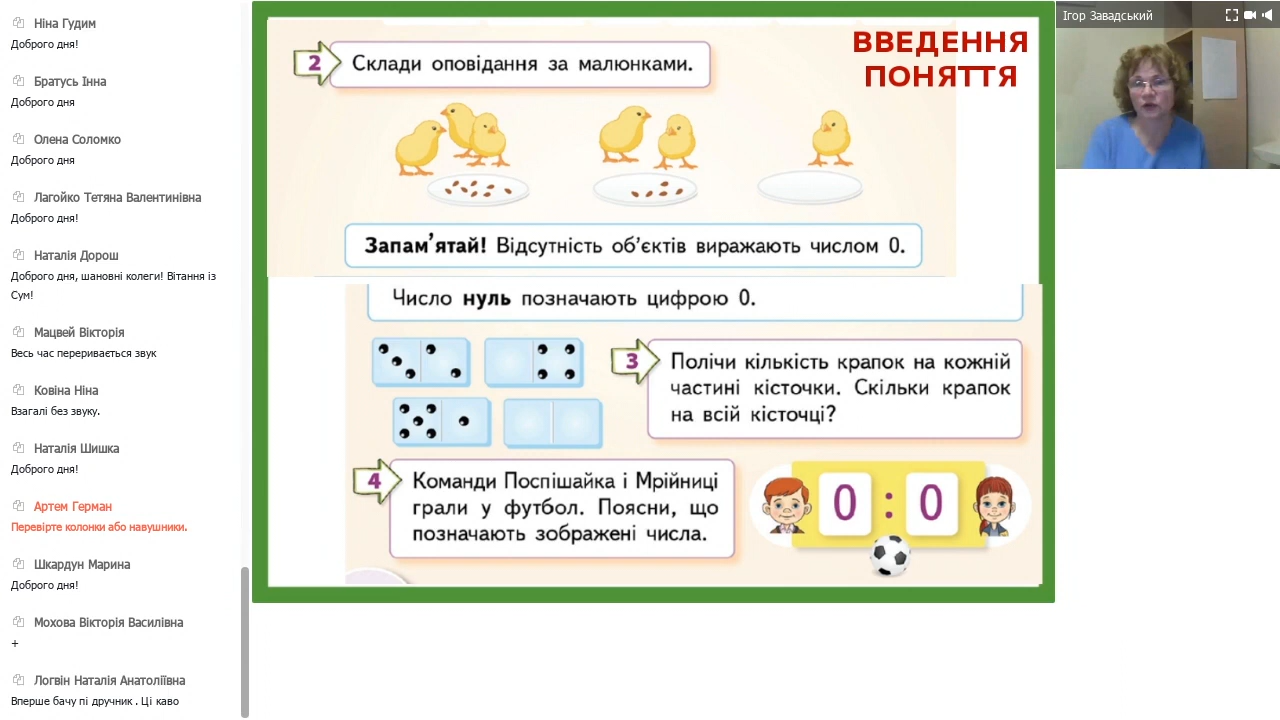 Ніна Гудим
Доброго дня!
Братусь Інна
Доброго дня
Олена Соломко
Доброго дня
Лагойко Тетяна Валентинівна
Доброго дня!
Наталія Дорош
Доброго дня, шановні колеги! Вітання із
Сум!
Мацвей Вікторія
Весь час переривається звук
Ковіна Ніна
Взагалі без звуку.
Наталія Шишка
Доброго дня!
Артем Герман
Перевірте колонки або навушники.
Шкардун Марина
Доброго дня!
Мохова Вікторія Василівна
+
Логвін Наталія Анатоліївна
Вперше бачу пі дручник . Ці каво
ВВЕДЕННЯ
ПОНЯТТЯ
2 Склади оповідання за малюнками.
Запам’ятай! Відсутність об’єктів виражають числом 0.
Число нуль позначають цифрою 0.
3 Полічи кількість крапок на кожній
частині кісточки. Скільки крапок
на всій кісточці?
4 Команди Поспішайка і Мрійниці
грали у футбол. Поясни, що
позначають зображені числа.
0 : 0
Ігор Завадський